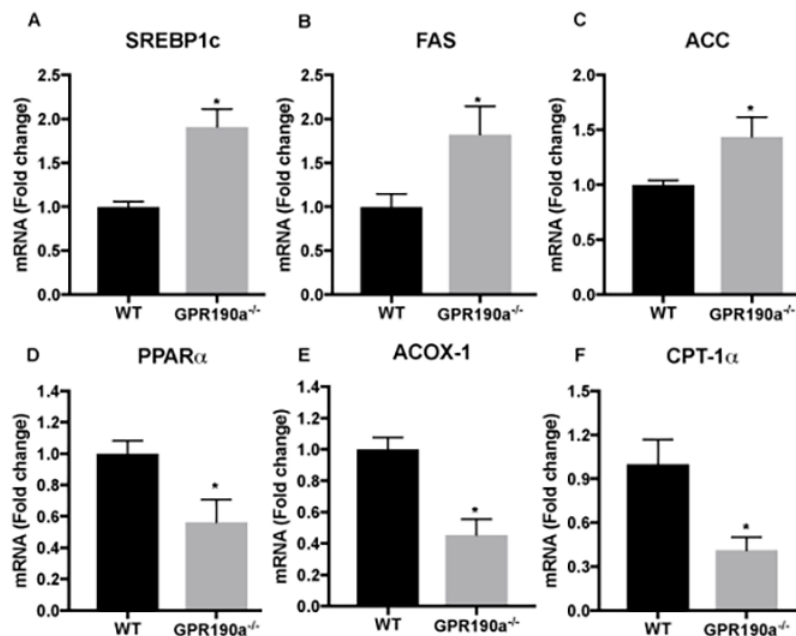 A
SREBP1c
mRNA (Fold change)
2.5
2.0
1.5
1.0
0.5
0.0
*
WT
GPR190a-/-
B
FAS
mRNA (Fold change)
2.5
2.0
1.5
1.0
0.5
0.0
*
WT
GPR190a-/-
C
ACC
mRNA (Fold change)
2.0
1.5
1.0
0.5
0.0
*
WT
GPR190a-/-
D
PPARα
mRNA (Fold change)
1.4
1.2
1.0
0.8
0.6
0.4
0.2
0.0
*
WT
GPR190a-/-
E
ACOX-1
mRNA (Fold change)
1.4
1.2
1.0
0.8
0.6
0.4
0.2
0.0
*
WT
GPR190a-/-
F
CPT-1α
mRNA (Fold change)
1.5
1.2
0.9
0.6
0.3
0.0
*
WT
GPR190a-/-